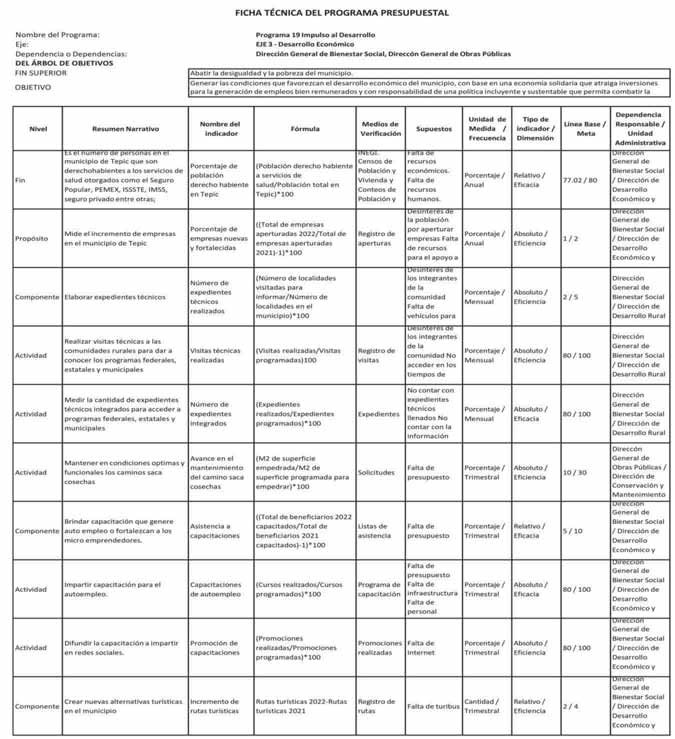 FICHA TÉCNICA DEL PROGRAMA PRESUPUESTAL
Nombre del Programa: Programa 19 Impulso al Desarrollo
Eje: EJE 3 - Desarrollo Económico
Dependencia o Dependencias: Dirección General de Bienestar Social, Direccón General de Obras Públicas
DEL ÁRBOL DE OBJETIVOS
FIN SUPERIOR Abatir la desigualdad y la pobreza del municipio.
OBJETIVO
Generar las condiciones que favorezcan el desarrollo económico del municipio, con base en una economía solidaria que atraiga inversiones
para la generación de empleos bien remunerados y con responsabilidad de una política incluyente y sustentable que permita combatir la
Nivel
Resumen Narrativo
Nombre del
indicador
Fórmula
Medios de
Verificación
Supuestos
Unidad de
Medida /
Frecuencia
Tipo de
indicador /
Dimensión
Linea Base /
Meta
Dependencia
Responsable /
Unidad
Administrativa
Fin
Es el número de personas en el
municipio de Tepic que son
derechohabientes a los servicios de
salud otorgados como el Seguro
Popular, PEMEX, ISSSTE, IMSS,
seguro privado entre otras;
Porcentaje de
población
derecho habiente
en Tepic
(Población derecho habiente
a servicios de
salud/Población total en
Tepic)*100
INEGI.
Censos de
Población y
Vivienda y
Conteos de
Población y
Falta de
recursos
económicos.
Falta de
recursos
humanos.
Porcentaje /
Anual
Relativo /
Eficacia
77.02 / 80
Dirección
General de
Bienestar Social
/ Dirección de
Desarrollo
Económico y
Propósito
Mide el incremento de empresas
en el municipio de Tepic
Porcentaje de
empresas nuevas
y fortalecidas
((Total de empresas
aperturadas 2022/Total de
empresas aperturadas
2021)-1)*100
Registro de
aperturas
Desinterés de
la población
por aperturar
empresas Falta
de recursos
para el apoyo a
Porcentaje /
Anual
Absoluto /
Eficiencia
1 / 2
Dirección
General de
Bienestar Social
/ Dirección de
Desarrollo
Económico y
Componente
Elaborar expedientes técnicos
Número de
expedientes
técnicos
realizados
(Número de localidades
visitadas para
informar/Número de
localidades en el
municipio)*100
Desinterés de
los integrantes
de la
comunidad
Falta de
vehículos para
Porcentaje /
Mensual
Absoluto /
Eficiencia
2 / 5
Dirección
General de
Bienestar Social
/ Dirección de
Desarrollo Rural
Actividad
Realizar visitas técnicas a las
comunidades rurales para dar a
conocer los programas federales,
estatales y municipales
Visitas técnicas
realizadas
(Visitas realizadas/Visitas
programadas)100
Registro de
visitas
Desinterés de
los integrantes
de la
comunidad No
acceder en los
tiempos de
Porcentaje /
Mensual
Absoluto /
Eficiencia
80 / 100
Dirección
General de
Bienestar Social
/ Dirección de
Desarrollo Rural
Actividad
Medir la cantidad de expedientes
técnicos integrados para acceder a
programas federales, estatales y
municipales
Número de
expedientes
integrados
(Expedientes
realizados/Expedientes
programados)*100
Expedientes
No contar con
expedientes
técnicos
llenados No
contar con la
información
Porcentaje /
Mensual
Absoluto /
Eficacia
80 / 100
Dirección
General de
Bienestar Social
/ Dirección de
Desarrollo Rural
Actividad
Mantener en condiciones optimas y
funcionales los caminos saca
cosechas
Avance en el
mantenimiento
del camino saca
cosechas
(M2 de superficie
empedrada/M2 de
superficie programada para
empedrar)*100
Solicitudes
Falta de
presupuesto
Porcentaje /
Trimestral
Absoluto /
Eficiencia
10 / 30
Direccón
General de
Obras Públicas /
Dirección de
Conservación y
Mantenimiento
Componente
Brindar capacitación que genere
auto empleo o fortalezcan a los
micro emprendedores.
Asistencia a
capacitaciones
((Total de beneficiarios 2022
capacitados/Total de
beneficiarios 2021
capacitados)-1)*100
Listas de
asistencia
Falta de
presupuesto
Porcentaje /
Trimestral
Relativo /
Eficacia
5 / 10
Dirección
General de
Bienestar Social
/ Dirección de
Desarrollo
Económico y
Actividad
Impartir capacitación para el
autoempleo.
Capacitaciones
de autoempleo
(Cursos realizados/Cursos
programados)*100
Programa de
capacitación
Falta de
presupuesto
Falta de
infraestructura
Falta de
personal
Porcentaje /
Trimestral
Absoluto /
Eficacia
80 / 100
Dirección
General de
Bienestar Social
/ Dirección de
Desarrollo
Económico y
Actividad
Difundir la capacitación a impartir
en redes sociales.
Promoción de
capacitaciones
(Promociones
realizadas/Promociones
programadas)*100
Promociones
realizadas
Falta de
Internet
Porcentaje /
Trimestral
Absoluto /
Eficiencia
80 / 100
Dirección
General de
Bienestar Social
/ Dirección de
Desarrollo
Económico y
Componente
Crear nuevas alternativas turísticas
en el municipio
Incremento de
rutas turísticas
Rutas turísticas 2022-Rutas
turísticas 2021
Registro de
rutas
Falta de turibus
Cantidad /
Trimestral
Relativo /
Eficiencia
2 / 4
Dirección
General de
Bienestar Social
/ Dirección de
Desarrollo
Económico y